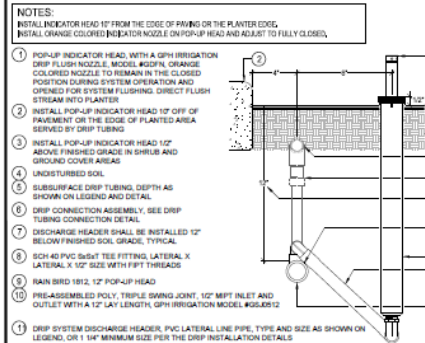 NOTES:
INSTALL INDICATOR HEAD 10" FROM THE EDGE OF PAVING OR THE PLANTER EDGE.
INSTALL ORANGE COLORED INDICATOR NOZZLE ON POP-UP HEAD AND ADJUST TO FULLY CLOSED.
1 POP-UP INDICATOR HEAD, WITH A GPH IRRIGATION
DRIP FLUSH NOZZLE, MODEL #GDFN, ORANGE
COLORED NOZZLE TO REMAIN IN THE CLOSED
POSITION DURING SYSTEM OPERATION AND
OPENED FOR SYSTEM FLUSHING. DIRECT FLUSH
STREAM INTO PLANTER
2 INSTALL POP-UP INDICATOR HEAD 10" OFF OF
PAVEMENT OR THE EDGE OF PLANTED AREA
SERVED BY DRIP TUBING
3 INSTALL POP-UP INDICATOR HEAD 1/2"
ABOVE FINISHED GRADE IN SHRUB AND
GROUND COVER AREAS
4 UNDISTURBED SOIL
5 SUBSURFACE DRIP TUBING, DEPTH AS
SHOWN ON LEGEND AND DETAIL
6 DRIP CONNECTION ASSEMBLY, SEE DRIP
TUBING CONNECTION DETAIL
7 DISCHARGE HEADER SHALL BE INSTALLED 12"
BELOW FINISHED SOIL GRADE, TYPICAL
8 SCH 40 PVC SxSxT TEE FITTING, LATERAL X
LATERAL X 1/2" SIZE WITH FIPT THREADS
9 RAIN BIRD 1812, 12" POP-UP HEAD
10 PRE-ASSEMBLED POLY, TRIPLE SWING JOINT, 1/2" MIPT INLET AND
OUTLET WITH A 12" LAY LENGTH, GPH IRRIGATION MODEL #GSJ0512
11 DRIP SYSTEM DISCHARGE HEADER, PVC LATERAL LINE PIPE, TYPE AND SIZE AS SHOWN ON
LEGEND, OR 1 1/4" MINIMUM SIZE PER THE DRIP INSTALLATION DETAILS
2
4"
6"
12"